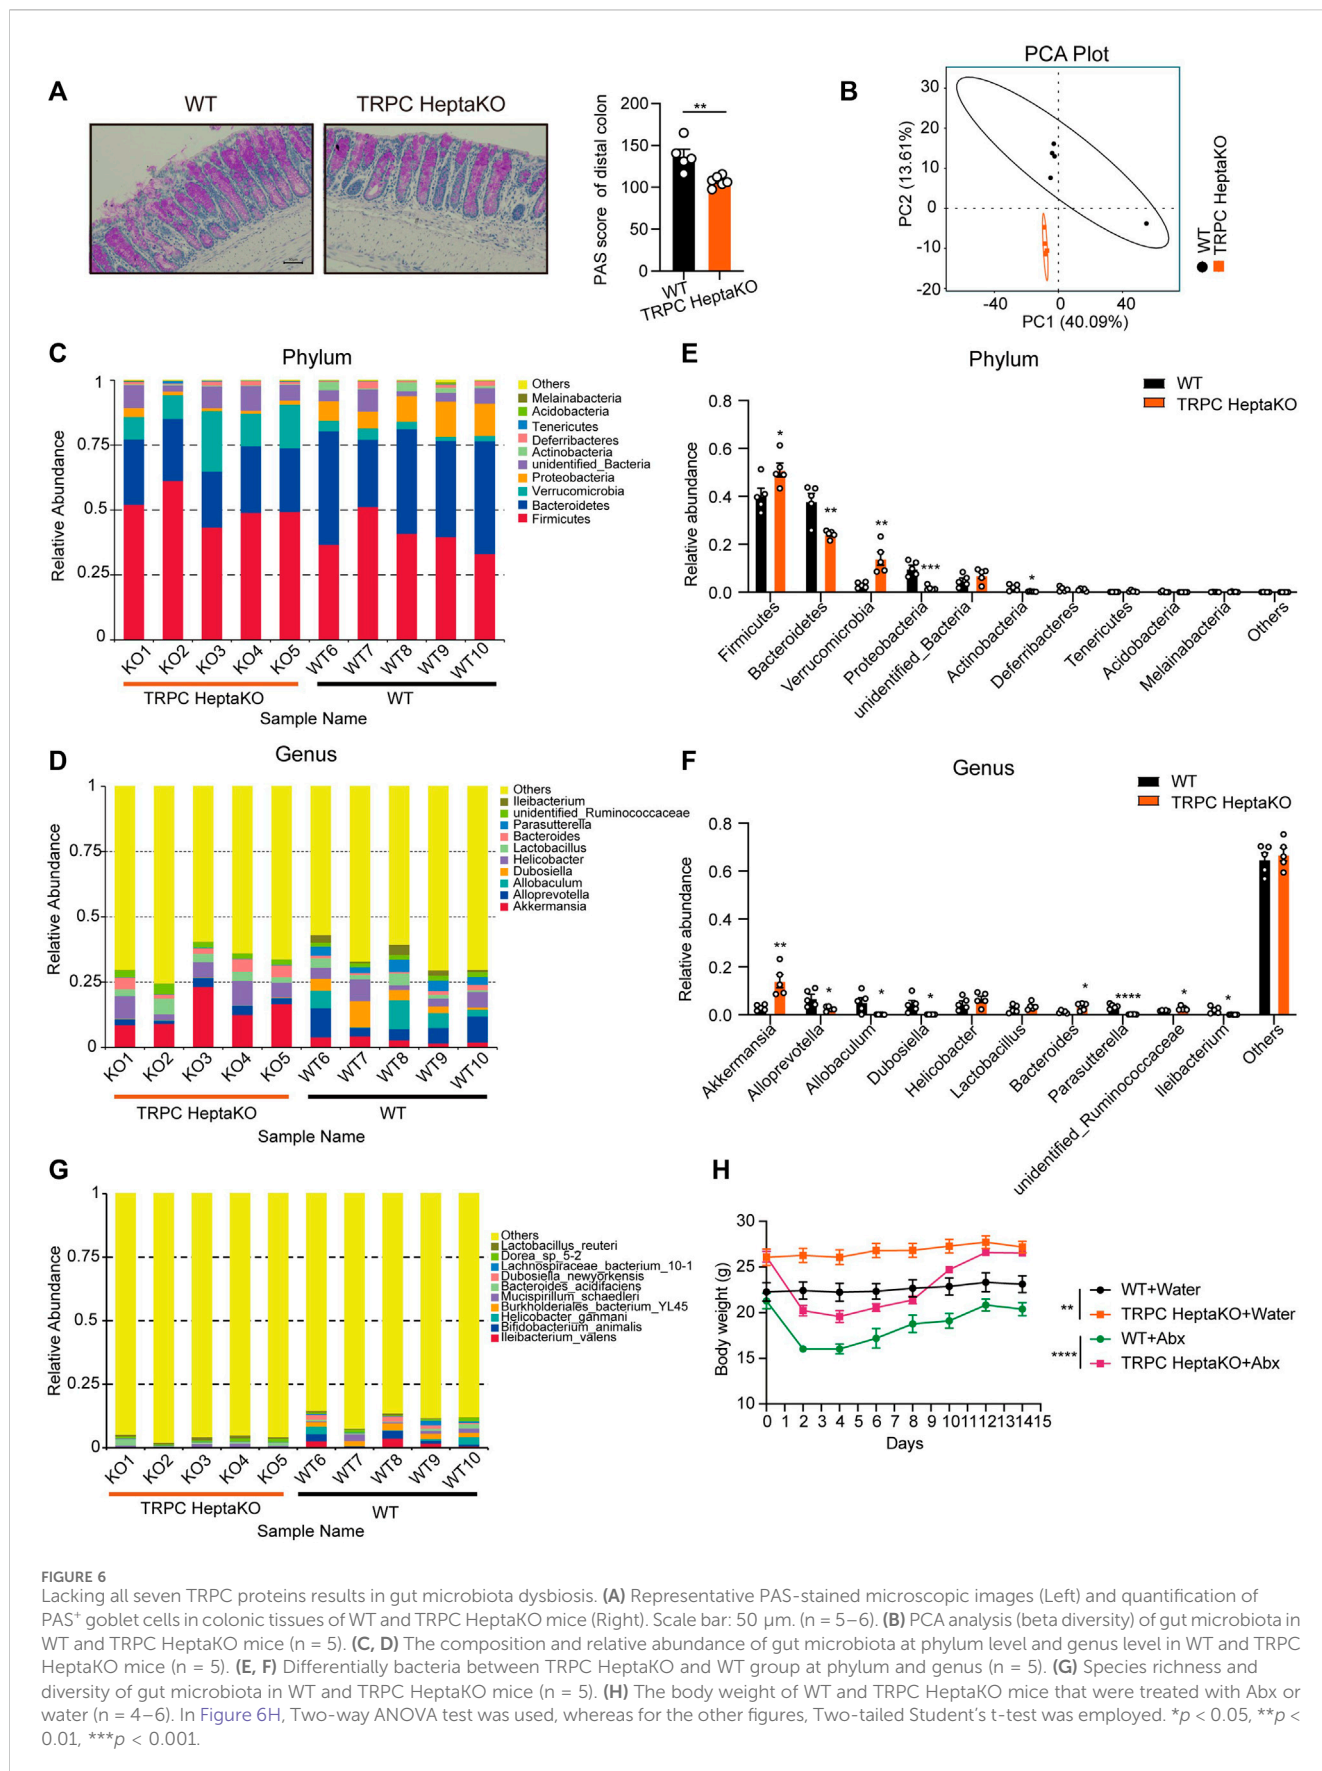 A
WT
TRPC HeptaKO
PAS score of distal colon
200
150
100
50
0
**
WT
TRPC HeptaKO
B
PCA Plot
PC2 (13.61%)
30
20
10
0
-10
-20
-40
0
40
PC1 (40.09%)
WT
TRPC HeptaKO
C
Phylum
Relative Abundance
1
0.75
0.5
0.25
0
KO1
KO2
KO3
KO4
KO5
WT6
WT7
WT8
WT9
WT10
TRPC HeptaKO
WT
Sample Name
Others
Melainabacteria
Acidobacteria
Tenericutes
Deferribacteres
Actinobacteria
unidentified_Bacteria
Proteobacteria
Verrucomicrobia
Bacteroidetes
Firmicutes
E
Phylum
WT
TRPC HeptaKO
Relative abundance
0.8
0.6
0.4
0.2
0.0
*
**
**
***
*
Firmicutes
Bacteroidetes
Verrucomicrobia
Proteobacteria
unidentified_Bacteria
Actinobacteria
Deferribacteres
Tenericutes
Acidobacteria
Melainabacteria
Others
D
Genus
Relative Abundance
1
0.75
0.5
0.25
0
KO1
KO2
KO3
KO4
KO5
WT6
WT7
WT8
WT9
WT10
TRPC HeptaKO
WT
Sample Name
Others
Ileibacterium
unidentified_Ruminococcaceae
Parasutterella
Bacteroides
Lactobacillus
Helicobacter
Dubosiella
Allobaculum
Alloprevotella
Akkermansia
F
Genus
WT
TRPC HeptaKO
Relative abundance
0.8
0.6
0.4
0.2
0.0
**
*
*
*
*
****
*
*
Akkermansia
Alloprevotella
Allobaculum
Dubosiella
Helicobacter
Lactobacillus
Bacteroides
Parasutterella
unidentified_Ruminococcaceae
Ileibacterium
Others
G
Relative Abundance
1
0.75
0.5
0.25
0
KO1
KO2
KO3
KO4
KO5
WT6
WT7
WT8
WT9
WT10
TRPC HeptaKO
WT
Sample Name
Others
Lactobacillus_reuteri
Dorea_sp_5-2
Lachnospiraceae_bacterium_10-1
Dubosiella_newyorkensis
Bacteroides_acidifaciens
Mucispirillum_schaedleri
Burkholderiales_bacterium_YL45
Helicobacter_ganmani
Bifidobacterium_animalis
Ileibacterium_valens
H
Body weight (g)
30
25
20
15
10
0 1 2 3 4 5 6 7 8 9 10 11 12 13 14 15
Days
WT+Water
TRPC HeptaKO+Water
WT+Abx
TRPC HeptaKO+Abx
**
****
FIGURE 6
Lacking all seven TRPC proteins results in gut microbiota dysbiosis. (A) Representative PAS-stained microscopic images (Left) and quantification of
PAS+ goblet cells in colonic tissues of WT and TRPC HeptaKO mice (Right). Scale bar: 50 μm. (n = 5–6). (B) PCA analysis (beta diversity) of gut microbiota in
WT and TRPC HeptaKO mice (n = 5). (C, D) The composition and relative abundance of gut microbiota at phylum level and genus level in WT and TRPC
HeptaKO mice (n = 5). (E, F) Differentially bacteria between TRPC HeptaKO and WT group at phylum and genus (n = 5). (G) Species richness and
diversity of gut microbiota in WT and TRPC HeptaKO mice (n = 5). (H) The body weight of WT and TRPC HeptaKO mice that were treated with Abx or
water (n = 4–6). In Figure 6H, Two-way ANOVA test was used, whereas for the other figures, Two-tailed Student's t-test was employed. *p < 0.05, **p <
0.01, ***p < 0.001.